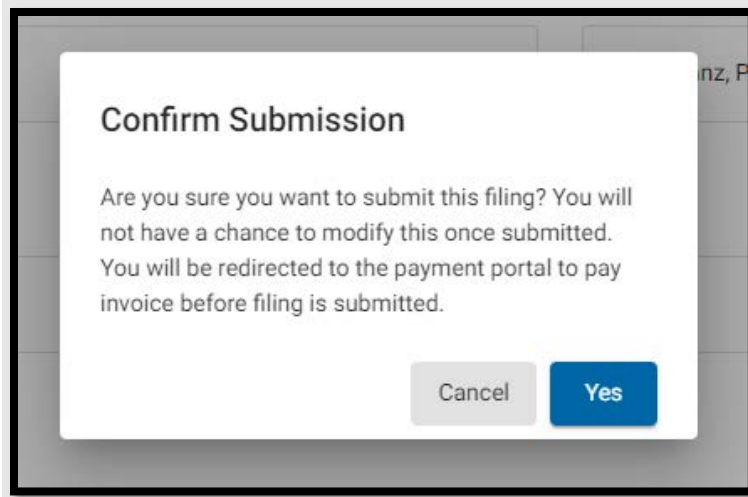 nz, P
Confirm Submission
Are you sure you want to submit this filing? You will
not have a chance to modify this once submitted.
You will be redirected to the payment portal to pay
invoice before filing is submitted.
Cancel Yes